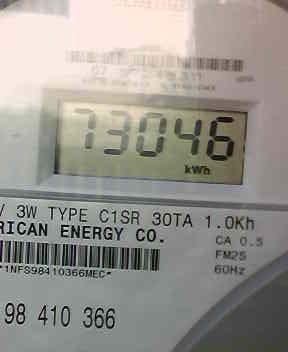 73046
kWh
V 3W TYPE C1SR 30TA 1.0Kh
RICAN ENERGY CO.
CA 0.5
FM2S
60Hz
*1NFS98410366MEC*
98 410 366